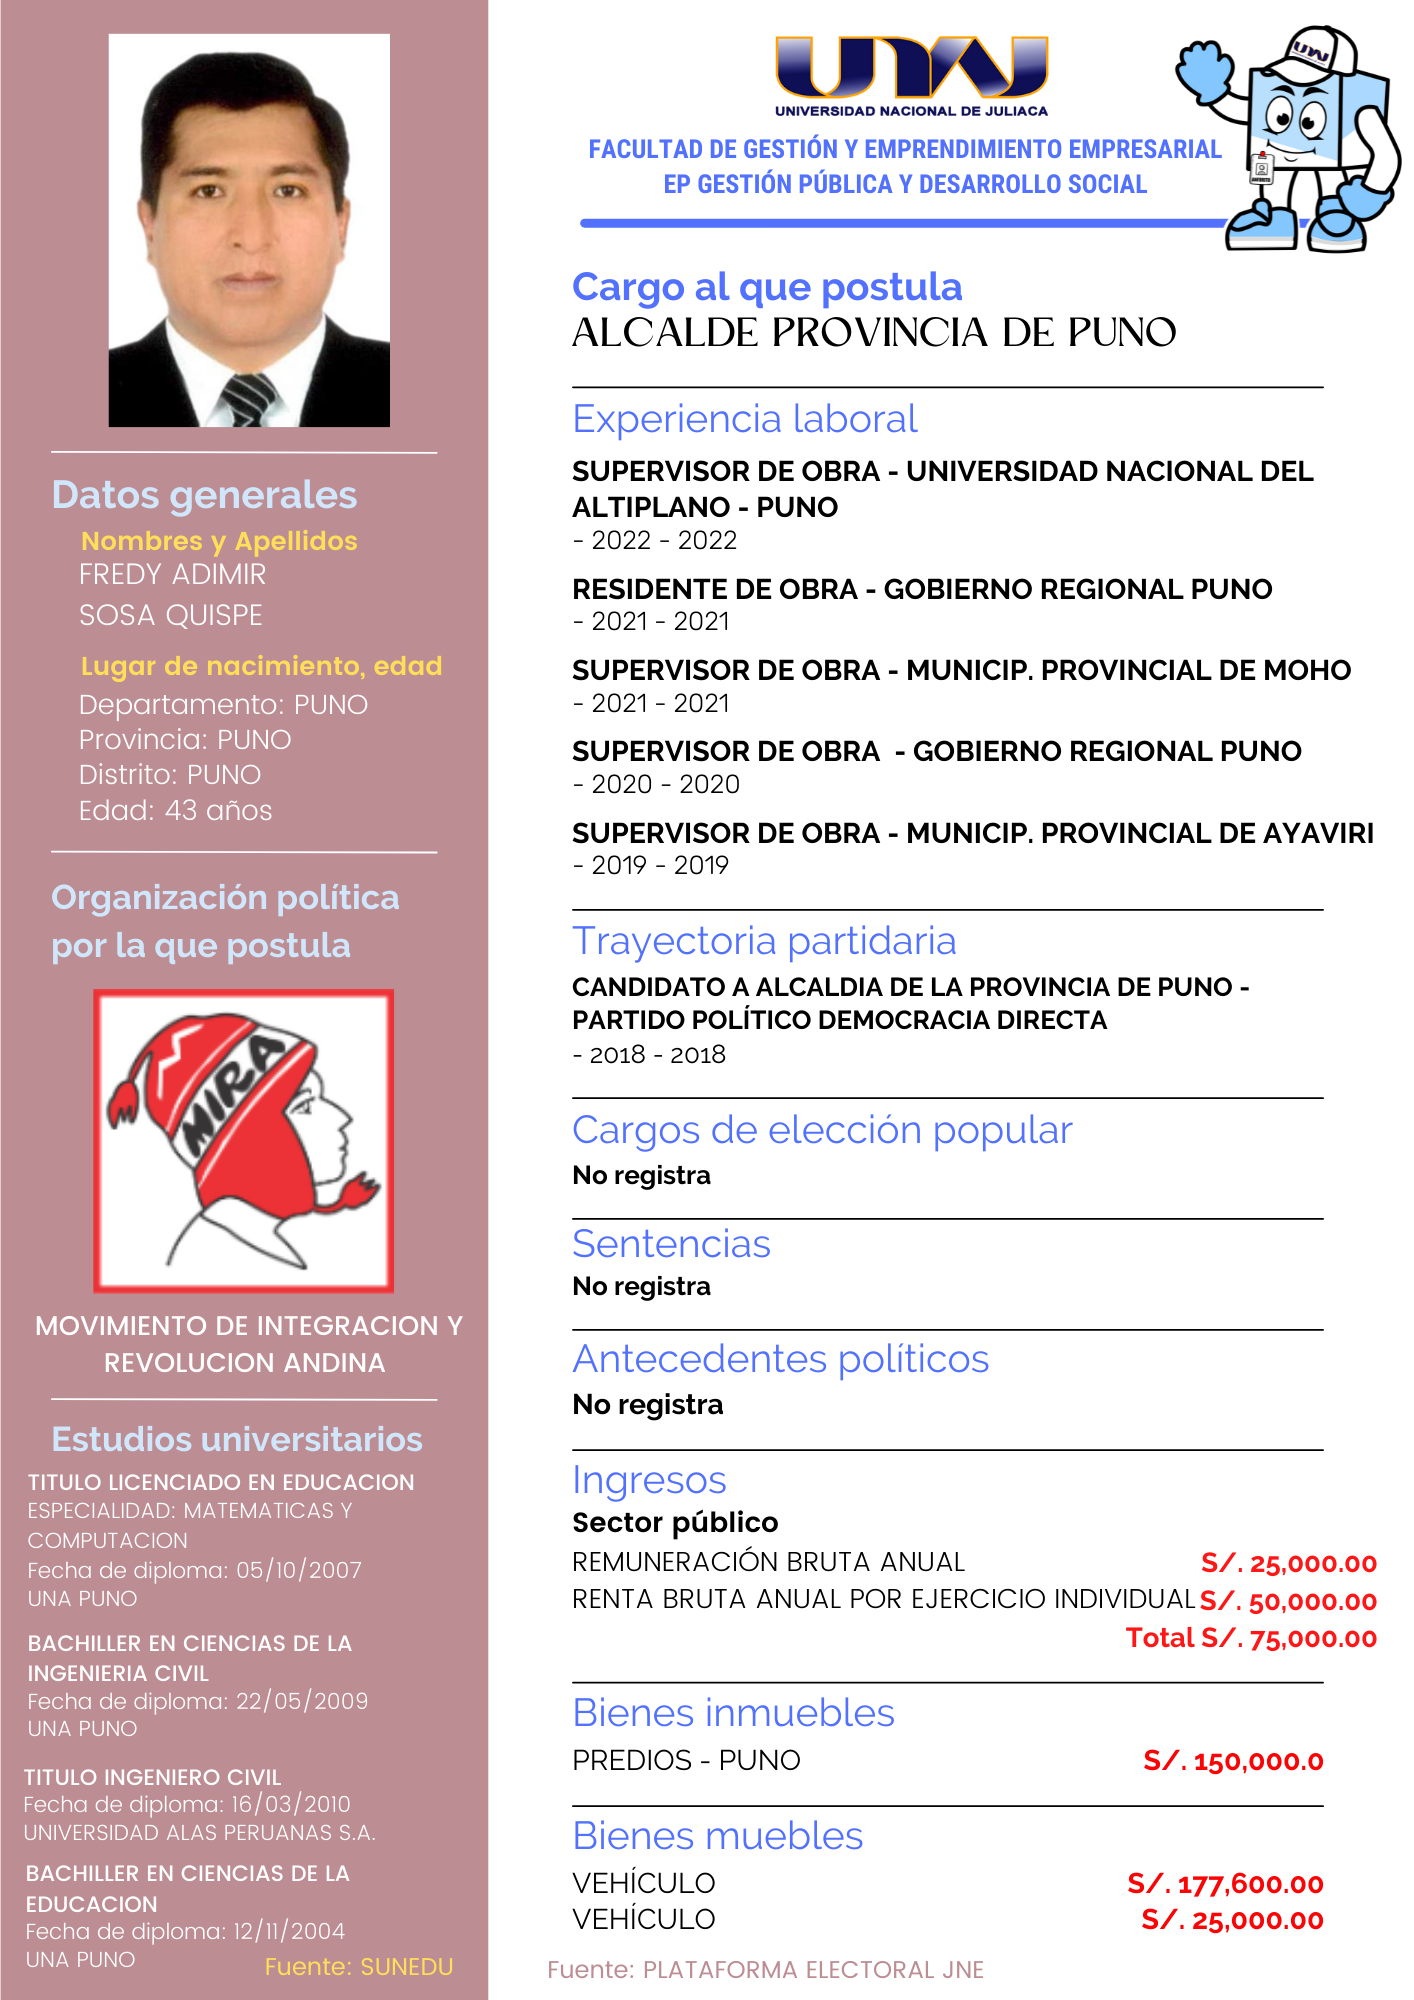 Datos generales
Nombres y Apellidos
FREDY ADIMIR
SOSA QUISPE
Lugar de nacimiento, edad
Departamento: PUNO
Provincia: PUNO
Distrito: PUNO
Edad: 43 años
Organización política
por la que postula
MIRA
MOVIMIENTO DE INTEGRACION Y
REVOLUCION ANDINA
Estudios universitarios
TITULO LICENCIADO EN EDUCACION
ESPECIALIDAD: MATEMATICAS Y
COMPUTACION
Fecha de diploma: 05/10/2007
UNA PUNO
BACHILLER EN CIENCIAS DE LA
INGENIERIA CIVIL
Fecha de diploma: 22/05/2009
UNA PUNO
TITULO INGENIERO CIVIL
Fecha de diploma: 16/03/2010
UNIVERSIDAD ALAS PERUANAS S.A.
BACHILLER EN CIENCIAS DE LA
EDUCACION
Fecha de diploma: 12/11/2004
UNA PUNO
Fuente: SUNEDU
UNAJ
UNIVERSIDAD NACIONAL DE JULIACA
UNAJ
ANFORITO
FACULTAD DE GESTIÓN Y EMPRENDIMIENTO EMPRESARIAL
EP GESTIÓN PÚBLICA Y DESARROLLO SOCIAL
Cargo al que postula
ALCALDE PROVINCIA DE PUNO
Experiencia laboral
SUPERVISOR DE OBRA - UNIVERSIDAD NACIONAL DEL
ALTIPLANO - PUNO
- 2022 - 2022
RESIDENTE DE OBRA - GOBIERNO REGIONAL PUNO
- 2021 - 2021
SUPERVISOR DE OBRA - MUNICIP. PROVINCIAL DE MOHO
- 2021 - 2021
SUPERVISOR DE OBRA  - GOBIERNO REGIONAL PUNO
- 2020 - 2020
SUPERVISOR DE OBRA - MUNICIP. PROVINCIAL DE AYAVIRI
- 2019 - 2019
Trayectoria partidaria
CANDIDATO A ALCALDIA DE LA PROVINCIA DE PUNO -
PARTIDO POLÍTICO DEMOCRACIA DIRECTA
- 2018 - 2018
Cargos de elección popular
No registra
Sentencias
No registra
Antecedentes políticos
No registra
Ingresos
Sector público
REMUNERACIÓN BRUTA ANUAL S/. 25,000.00
RENTA BRUTA ANUAL POR EJERCICIO INDIVIDUAL S/. 50,000.00
Total S/. 75,000.00
Bienes inmuebles
PREDIOS - PUNO S/. 150,000.0
Bienes muebles
VEHÍCULO S/. 177,600.00
VEHÍCULO S/. 25,000.00
Fuente: PLATAFORMA ELECTORAL JNE